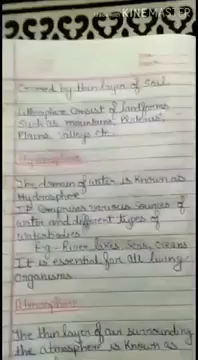 Made With
KINEMASTER
Covered by thin layer of Soil
Lithosphere consist of landforms
Such as mountains, Plateaus,
Plains, valleys etc.
Hydrosphere
The domain of water is known as
Hydrosphere
It comprises various sources of
water and different types of
waterbodies
E.g - River, lakes, Seas, Oceans
It is essential for all living
Organisms
Atmosphere
The thin layer of air surrounding
the atmosphere is known as